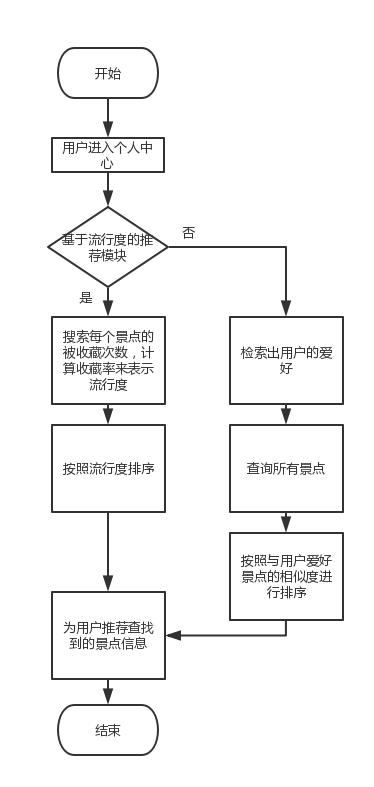 开始
用户进入个人中
心
基于流行度的推
荐模块
否
是
搜索每个景点的
被收藏次数，计
算收藏率来表示
流行度
检索出用户的爱
好
按照流行度排序
查询所有景点
按照与用户爱好
景点的相似度进
行排序
为用户推荐查找
到的景点信息
结束